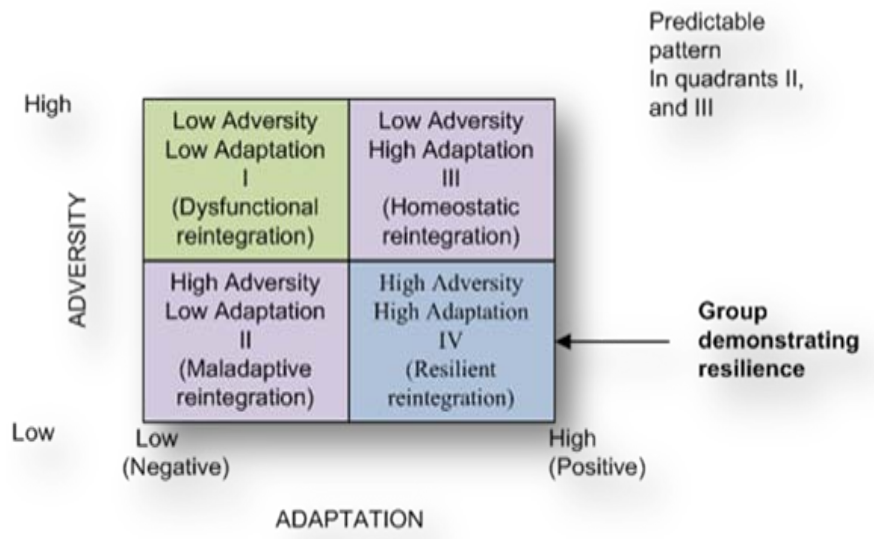 Predictable
pattern
In quadrants II,
and III
High
Low Adversity
Low Adaptation
I
(Dysfunctional
reintegration)
Low Adversity
High Adaptation
III
(Homeostatic
reintegration)
ADVERSITY
High Adversity
Low Adaptation
II
(Maladaptive
reintegration)
High Adversity
High Adaptation
IV
(Resilient
reintegration)
Group
demonstrating
resilience
Low
Low
(Negative)
High
(Positive)
ADAPTATION